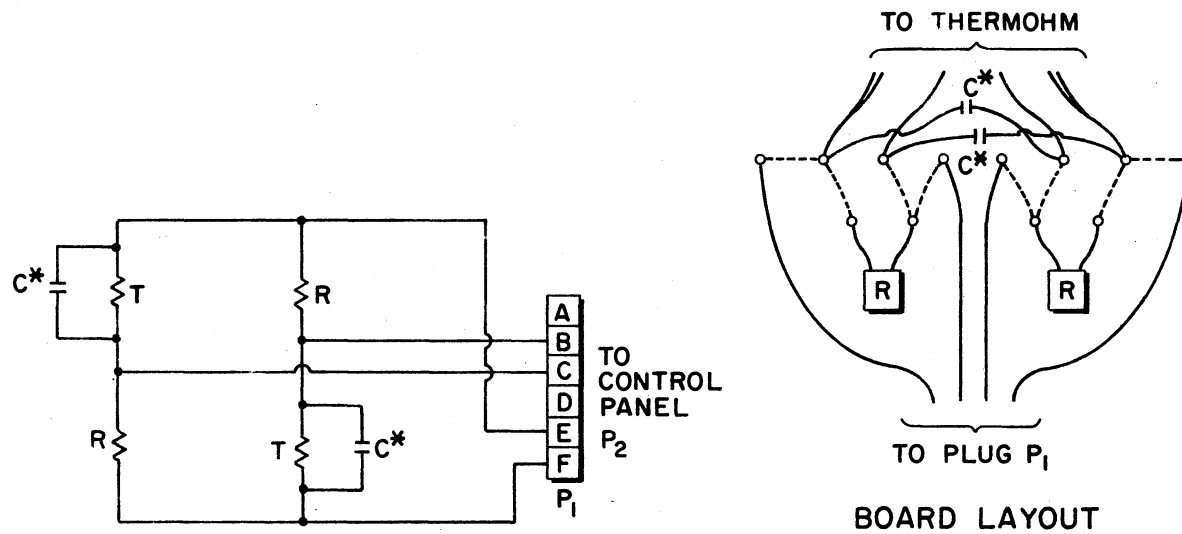 C*
T
R
R
T
C*
A
B
C
D
E
F
P₁
TO
CONTROL
PANEL
P₂
TO THERMOHM
C*
C*
R
R
TO PLUG P₁
BOARD LAYOUT